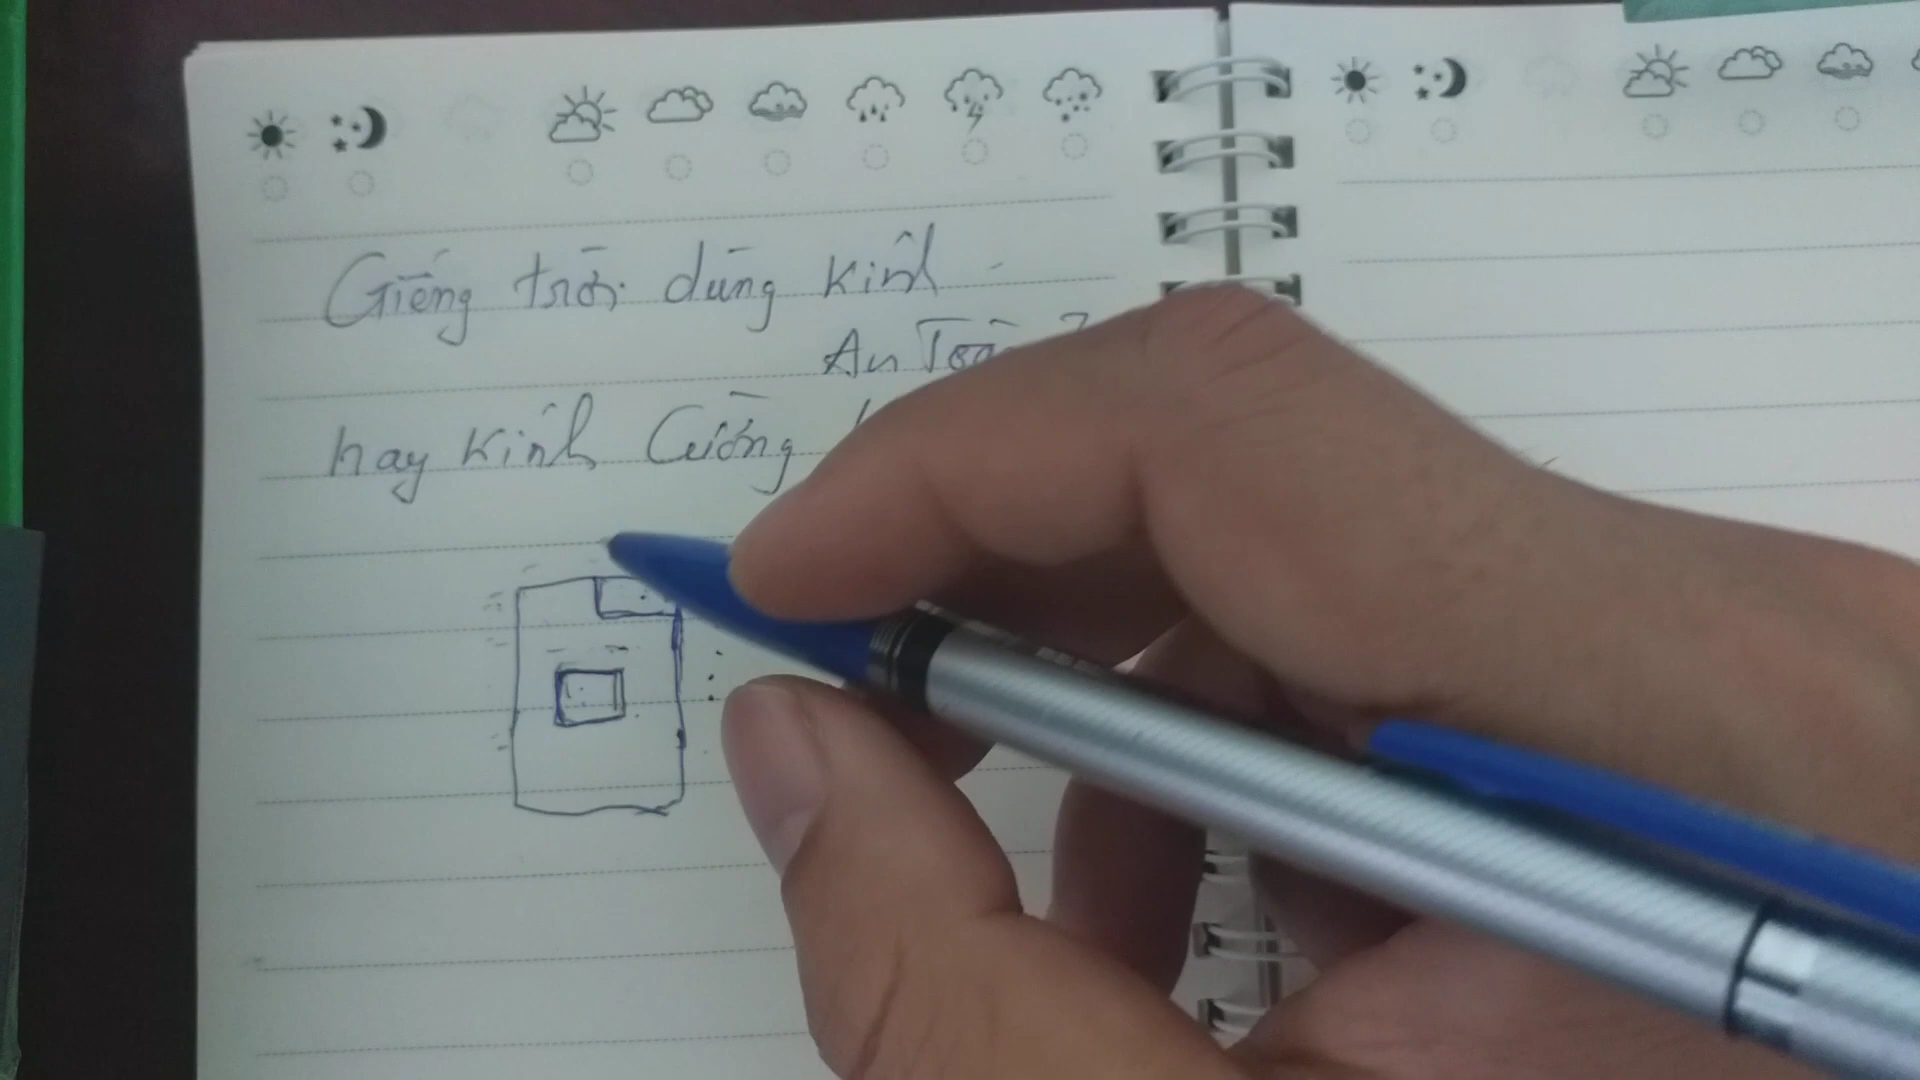 Giếng trời dùng kính
An Toàn ?
hay kính Cường